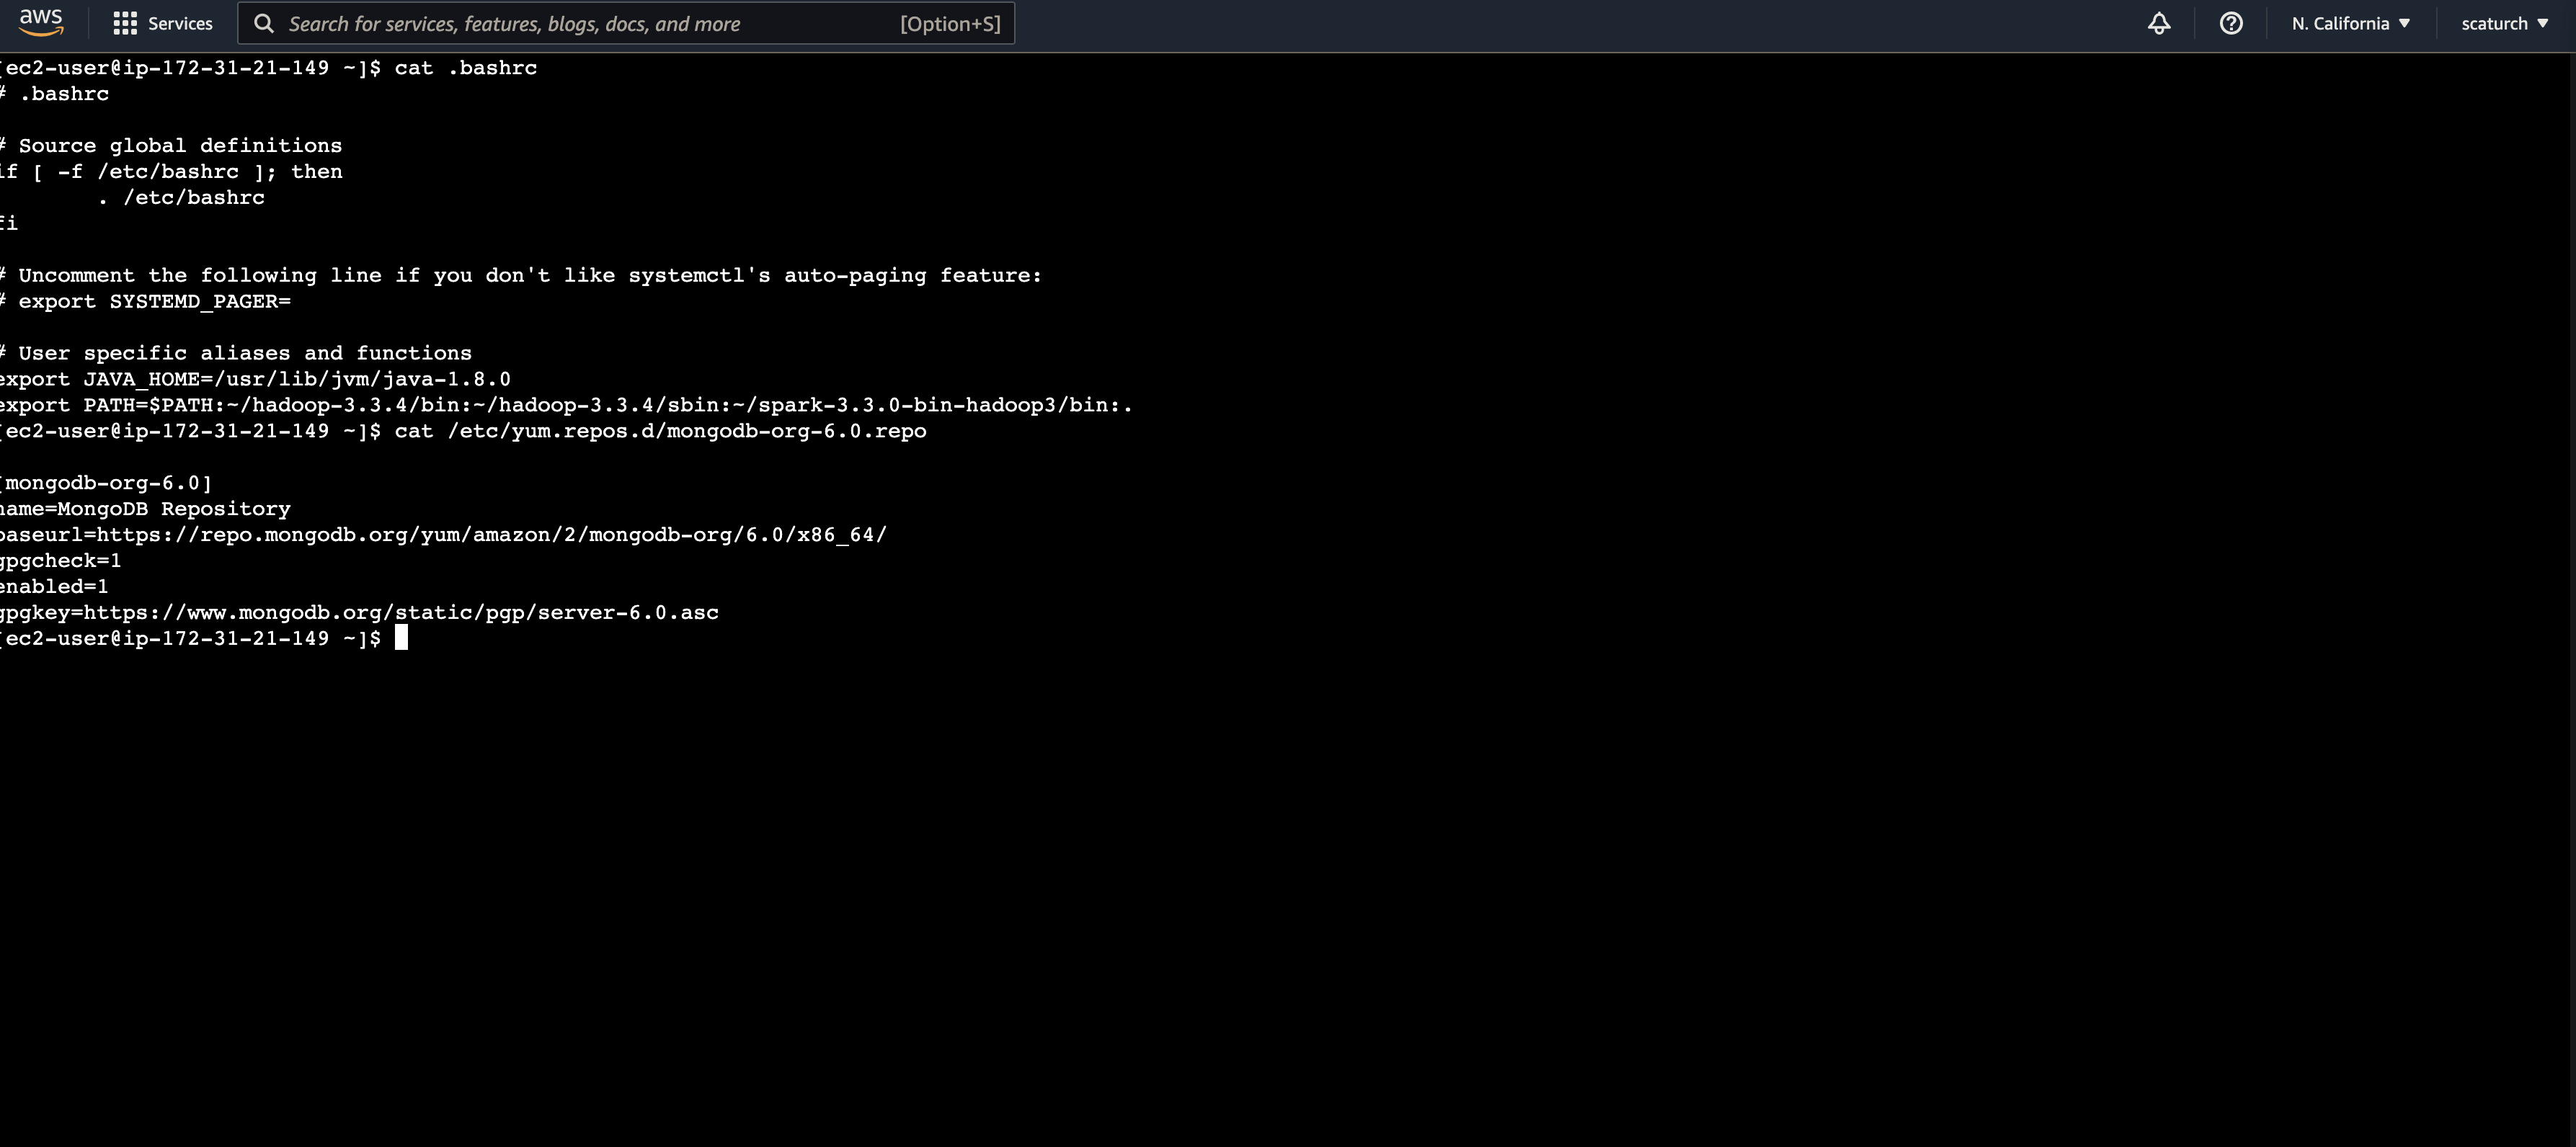 aws Services Search for services, features, blogs, docs, and more [Option+S] N. California scaturch
[ec2-user@ip-172-31-21-149 ~]$ cat .bashrc
# .bashrc
# Source global definitions
if [ -f /etc/bashrc ]; then
. /etc/bashrc
fi
# Uncomment the following line if you don't like systemctl's auto-paging feature:
# export SYSTEMD_PAGER=
# User specific aliases and functions
export JAVA_HOME=/usr/lib/jvm/java-1.8.0
export PATH=$PATH:~/hadoop-3.3.4/bin:~/hadoop-3.3.4/sbin:~/spark-3.3.0-bin-hadoop3/bin:.
[ec2-user@ip-172-31-21-149 ~]$ cat /etc/yum.repos.d/mongodb-org-6.0.repo
[mongodb-org-6.0]
name=MongoDB Repository
baseurl=https://repo.mongodb.org/yum/amazon/2/mongodb-org/6.0/x86_64/
gpgcheck=1
enabled=1
gpgkey=https://www.mongodb.org/static/pgp/server-6.0.asc
[ec2-user@ip-172-31-21-149 ~]$